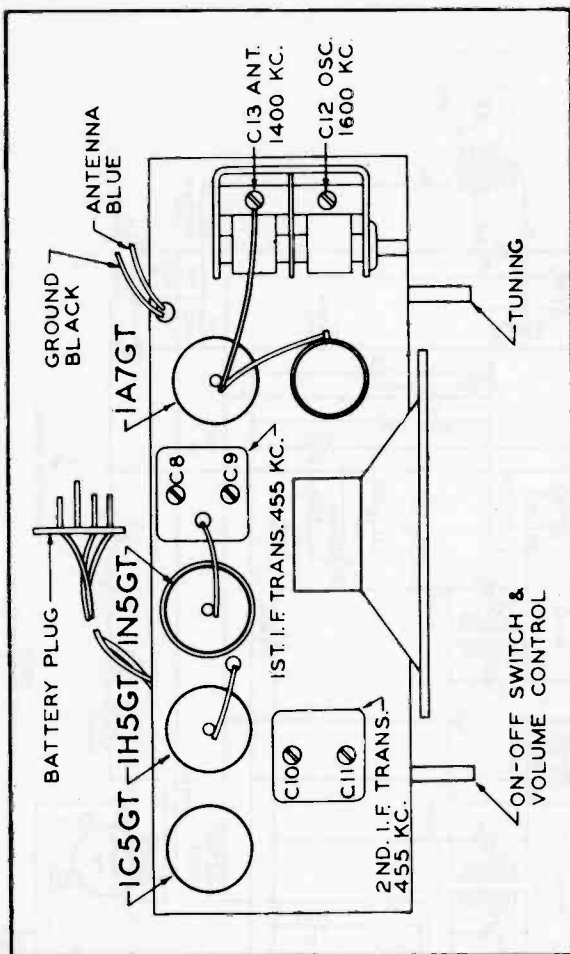 BATTERY PLUG
GROUND
BLACK
ANTENNA
BLUE
1C5GT
1H5GT
1N5GT
1A7GT
C8
C9
C13 ANT.
1400 KC.
C12 OSC.
1600 KC.
1ST. I.F. TRANS. 455 KC.
C10
C11
2ND. I.F. TRANS.
455 KC.
ON-OFF SWITCH &
VOLUME CONTROL
TUNING